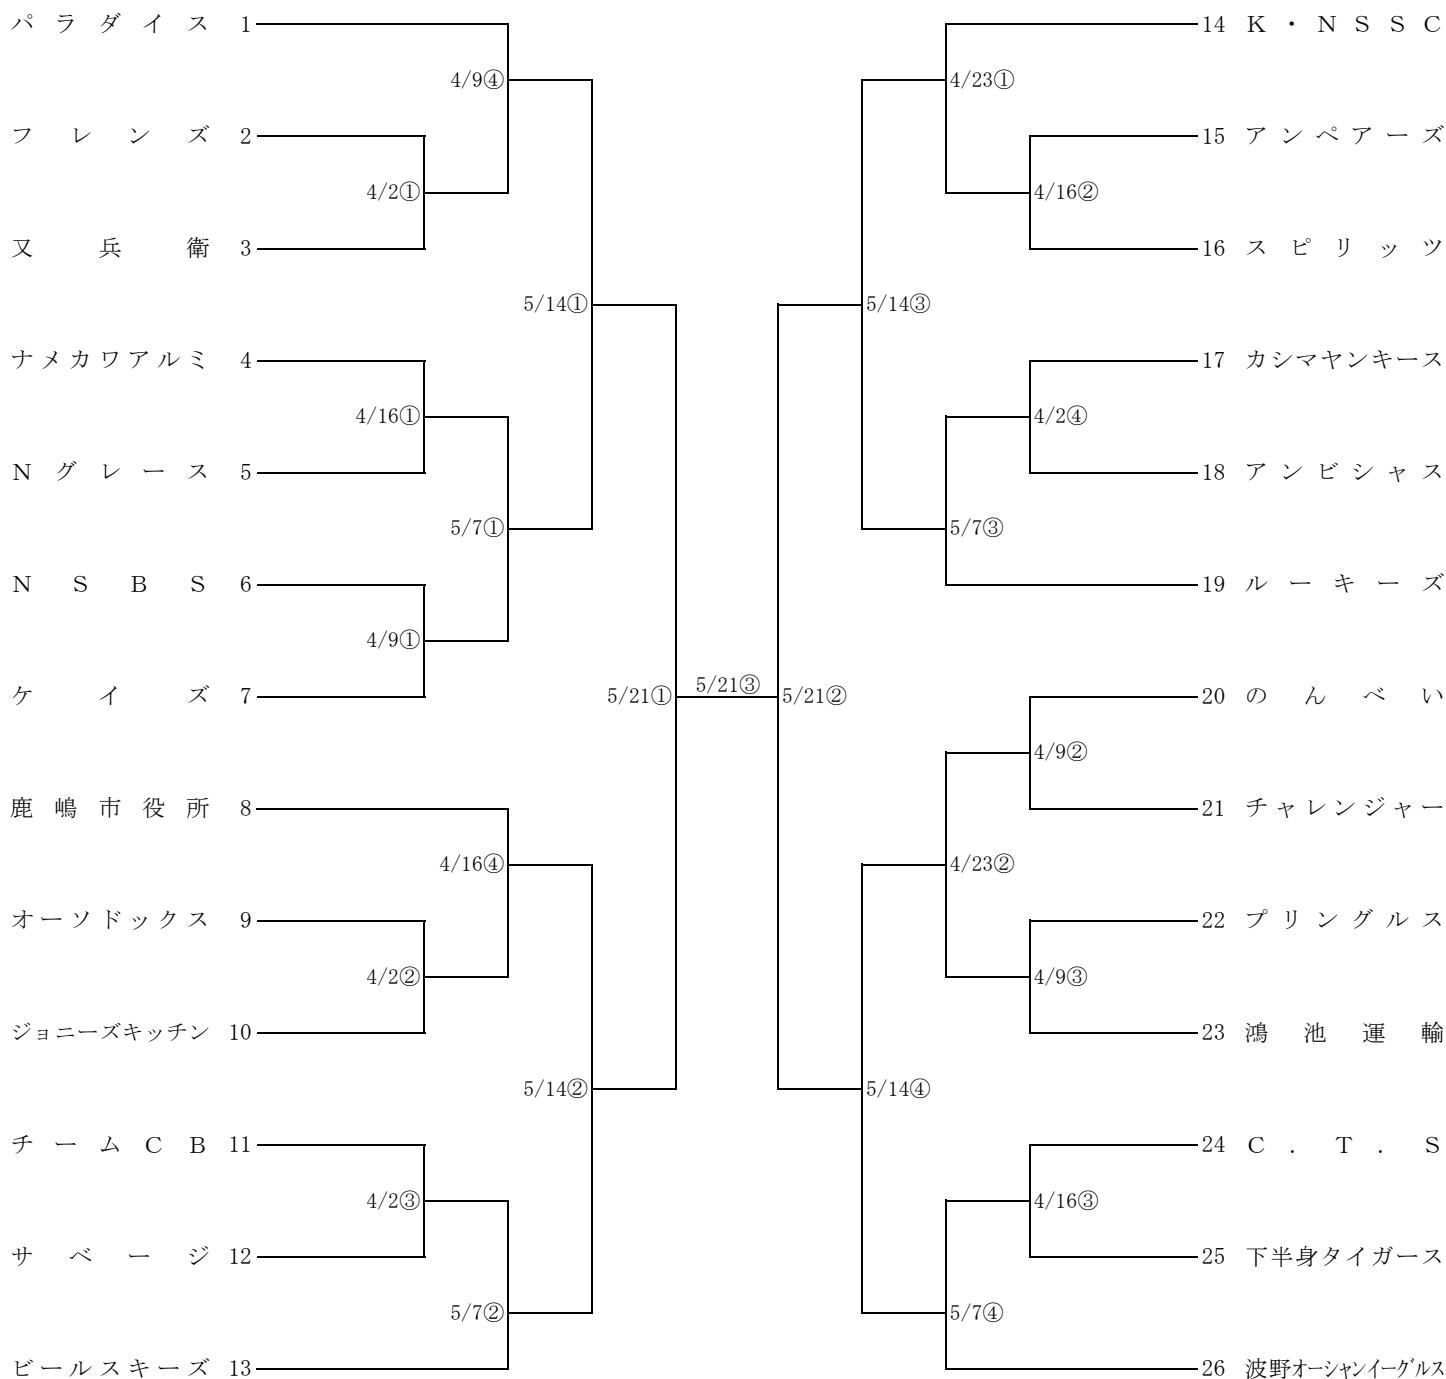 パラダイス 1
4/9④
フレンズ 2
4/2①
又兵衛 3
5/14①
ナメカワアルミ 4
4/16①
Nグレース 5
5/7①
NSBS 6
4/9①
ケイズ 7
5/21①
鹿嶋市役所 8
4/16④
オーソドックス 9
4/2②
ジョニーズキッチン 10
5/14②
チームCB 11
4/2③
サベージ 12
5/7②
ビールスキーズ 13
5/21③
14 K・NSSC
4/23①
15 アンペアーズ
4/16②
16 スピリッツ
5/14③
17 カシマヤンキース
4/2④
18 アンビシャス
5/7③
19 ルーキーズ
5/21②
20 のんべい
4/9②
21 チャレンジャー
4/23②
22 プリングルス
4/9③
23 鴻池運輸
5/14④
24 C.T.S
4/16③
25 下半身タイガース
5/7④
26 波野オーシャンイーグルス